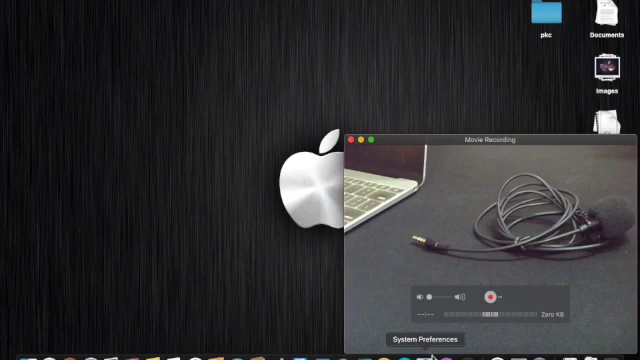 pkc
Documents
Images
Movie Recording
--:--
Zero KB
System Preferences